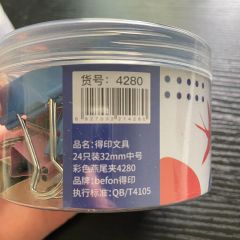 货号：4280
品名：得印文具
24只装32mm中号
彩色燕尾夹4280
品牌：befon得印
执行标准：QB/T4105